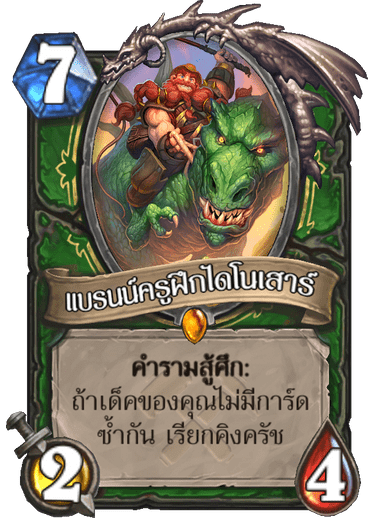 7
แบรนน์ครูฝึกไดโนเสาร์
คำรามสู้ศึก:
ถ้าเด็คของคุณไม่มีการ์ด
ซ้ำกัน เรียกคิงครัช
2
4